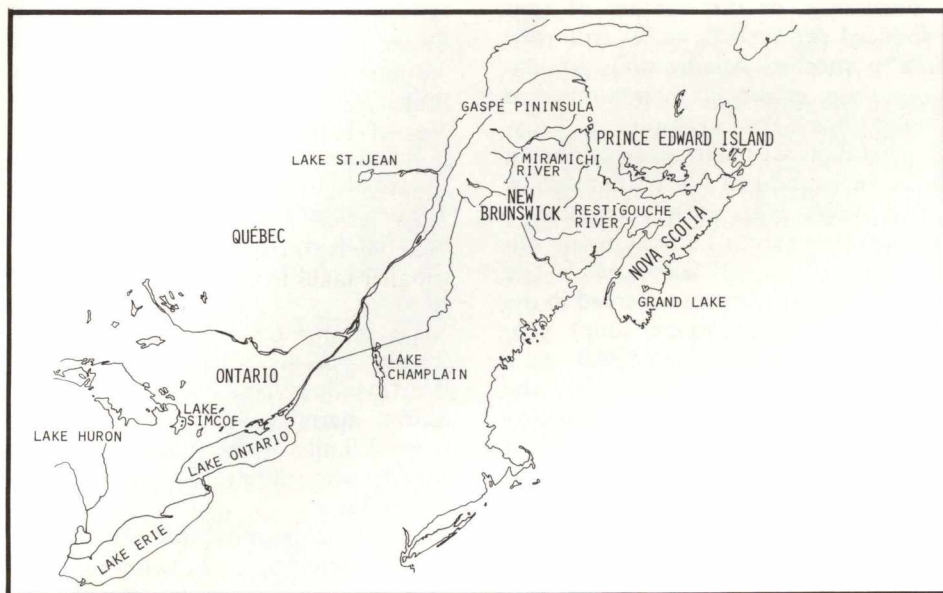 GASPÉ PININSULA
PRINCE EDWARD ISLAND
LAKE ST.JEAN
MIRAMICHI
RIVER
NEW
BRUNSWICK
RESTIGOUCHE
RIVER
QUÉBEC
NOVA SCOTIA
GRAND LAKE
LAKE
CHAMPLAIN
ONTARIO
LAKE
SIMCOE
LAKE HURON
LAKE ONTARIO
LAKE ERIE